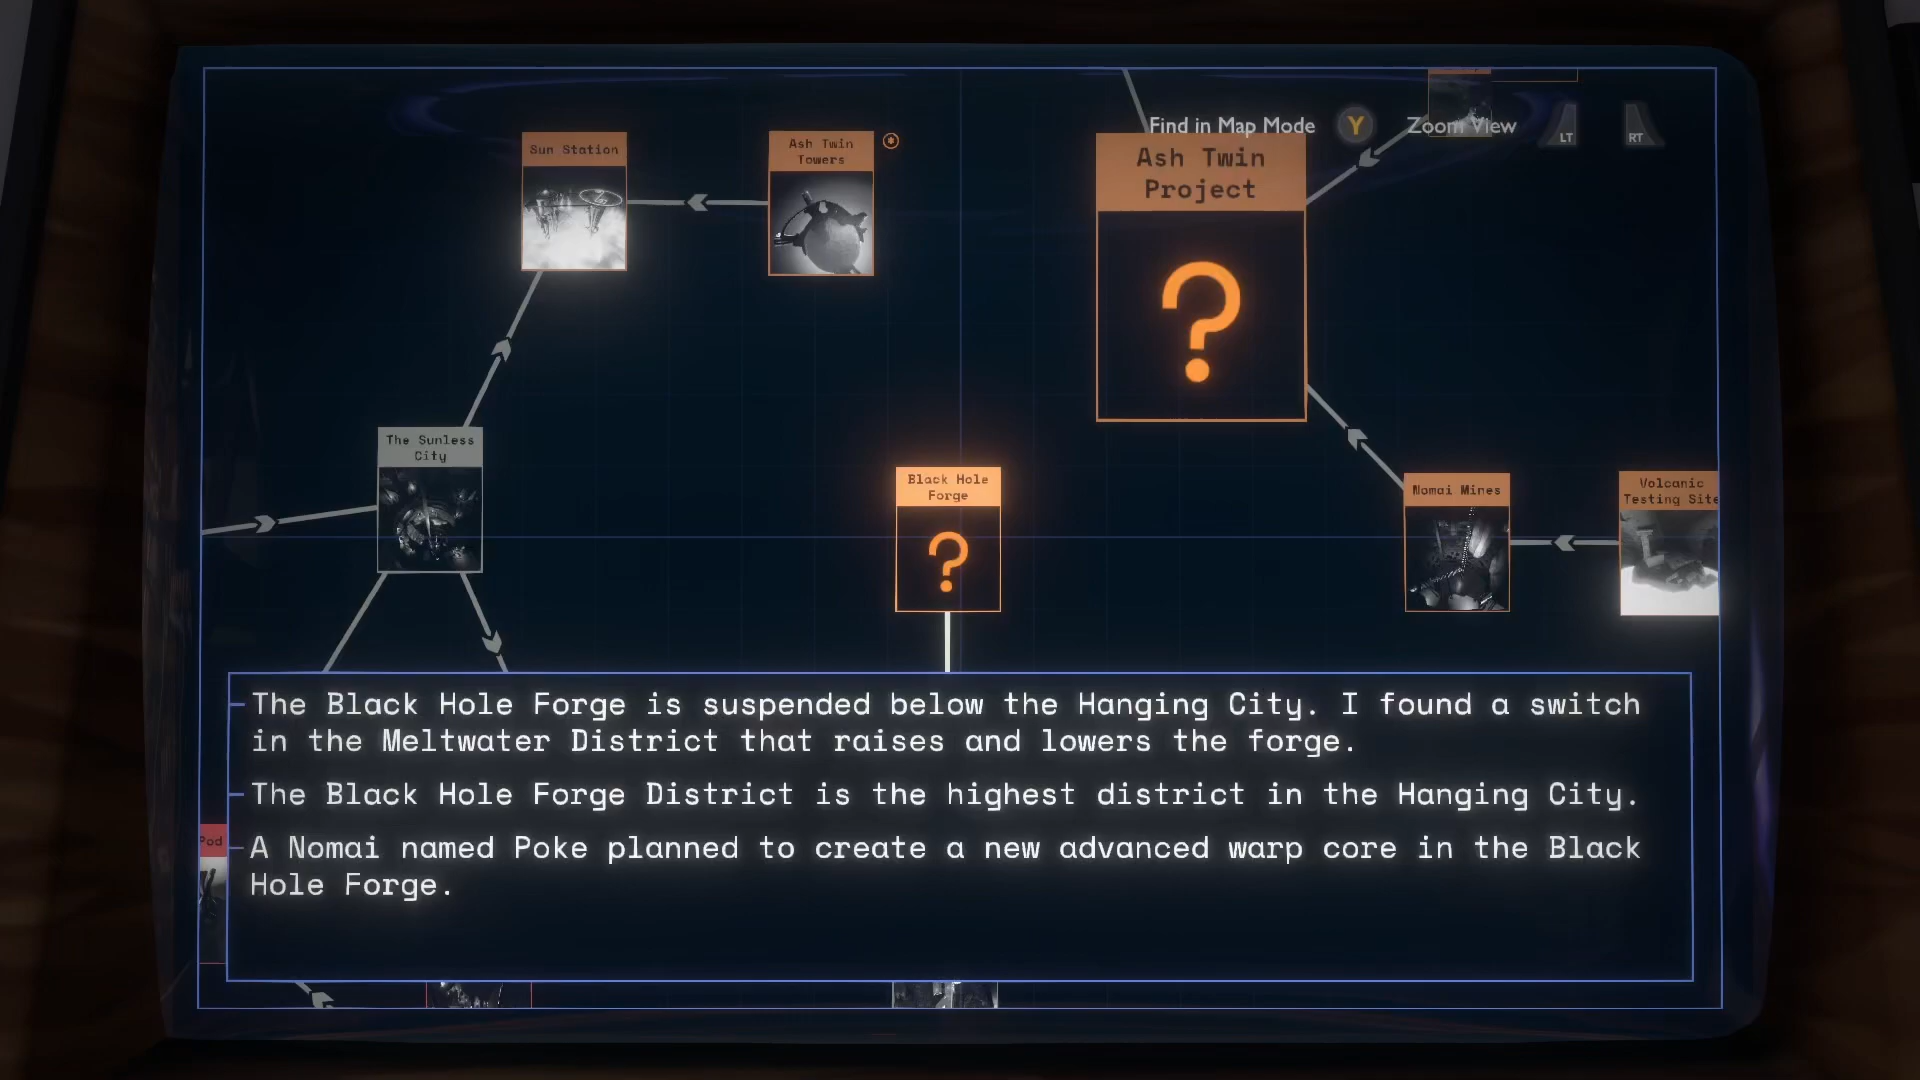 Find in Map Mode Y Zoom View LT RT
Sun Station
Ash Twin
Towers
Ash Twin
Project
The Sunless
City
Black Hole
Forge
Nomai Mines
Volcanic
Testing Site
The Black Hole Forge is suspended below the Hanging City. I found a switch
in the Meltwater District that raises and lowers the forge.
The Black Hole Forge District is the highest district in the Hanging City.
A Nomai named Poke planned to create a new advanced warp core in the Black
Hole Forge.
Pod